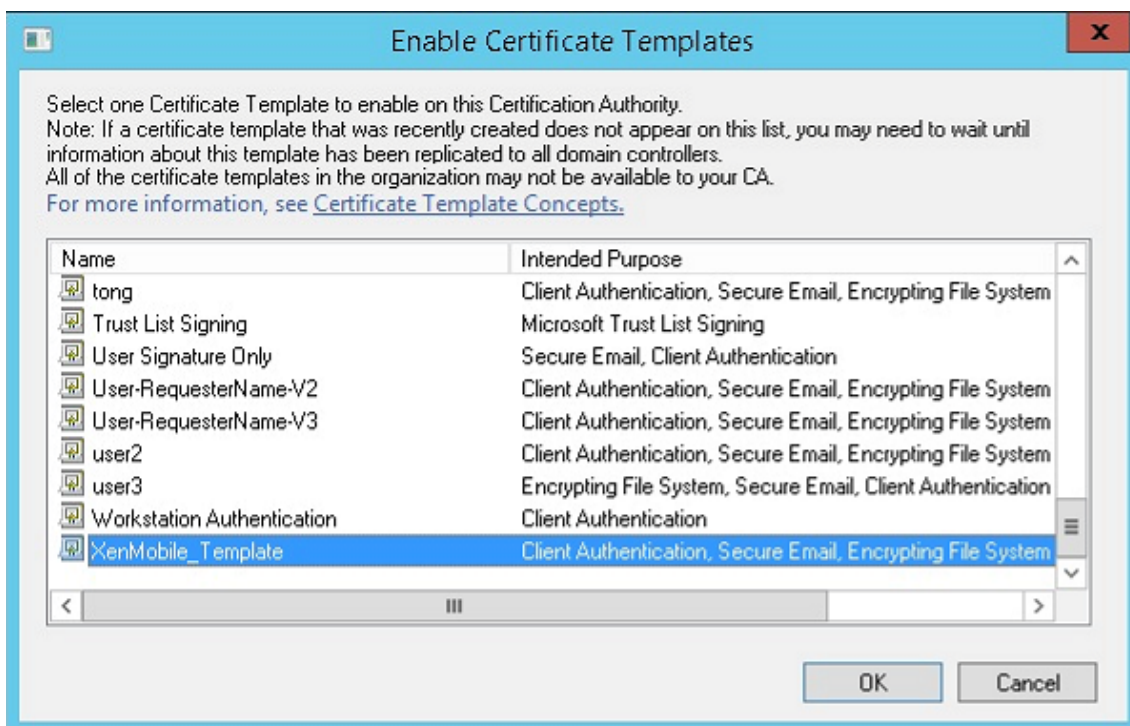 Enable Certificate Templates
x
Select one Certificate Template to enable on this Certification Authority.
Note: If a certificate template that was recently created does not appear on this list, you may need to wait until
information about this template has been replicated to all domain controllers.
All of the certificate templates in the organization may not be available to your CA.
For more information, see Certificate Template Concepts.
Name Intended Purpose
tong Client Authentication, Secure Email, Encrypting File System
Trust List Signing Microsoft Trust List Signing
User Signature Only Secure Email, Client Authentication
User-RequesterName-V2 Client Authentication, Secure Email, Encrypting File System
User-RequesterName-V3 Client Authentication, Secure Email, Encrypting File System
user2 Client Authentication, Secure Email, Encrypting File System
user3 Encrypting File System, Secure Email, Client Authentication
Workstation Authentication Client Authentication
XenMobile_Template Client Authentication, Secure Email, Encrypting File System
OK Cancel